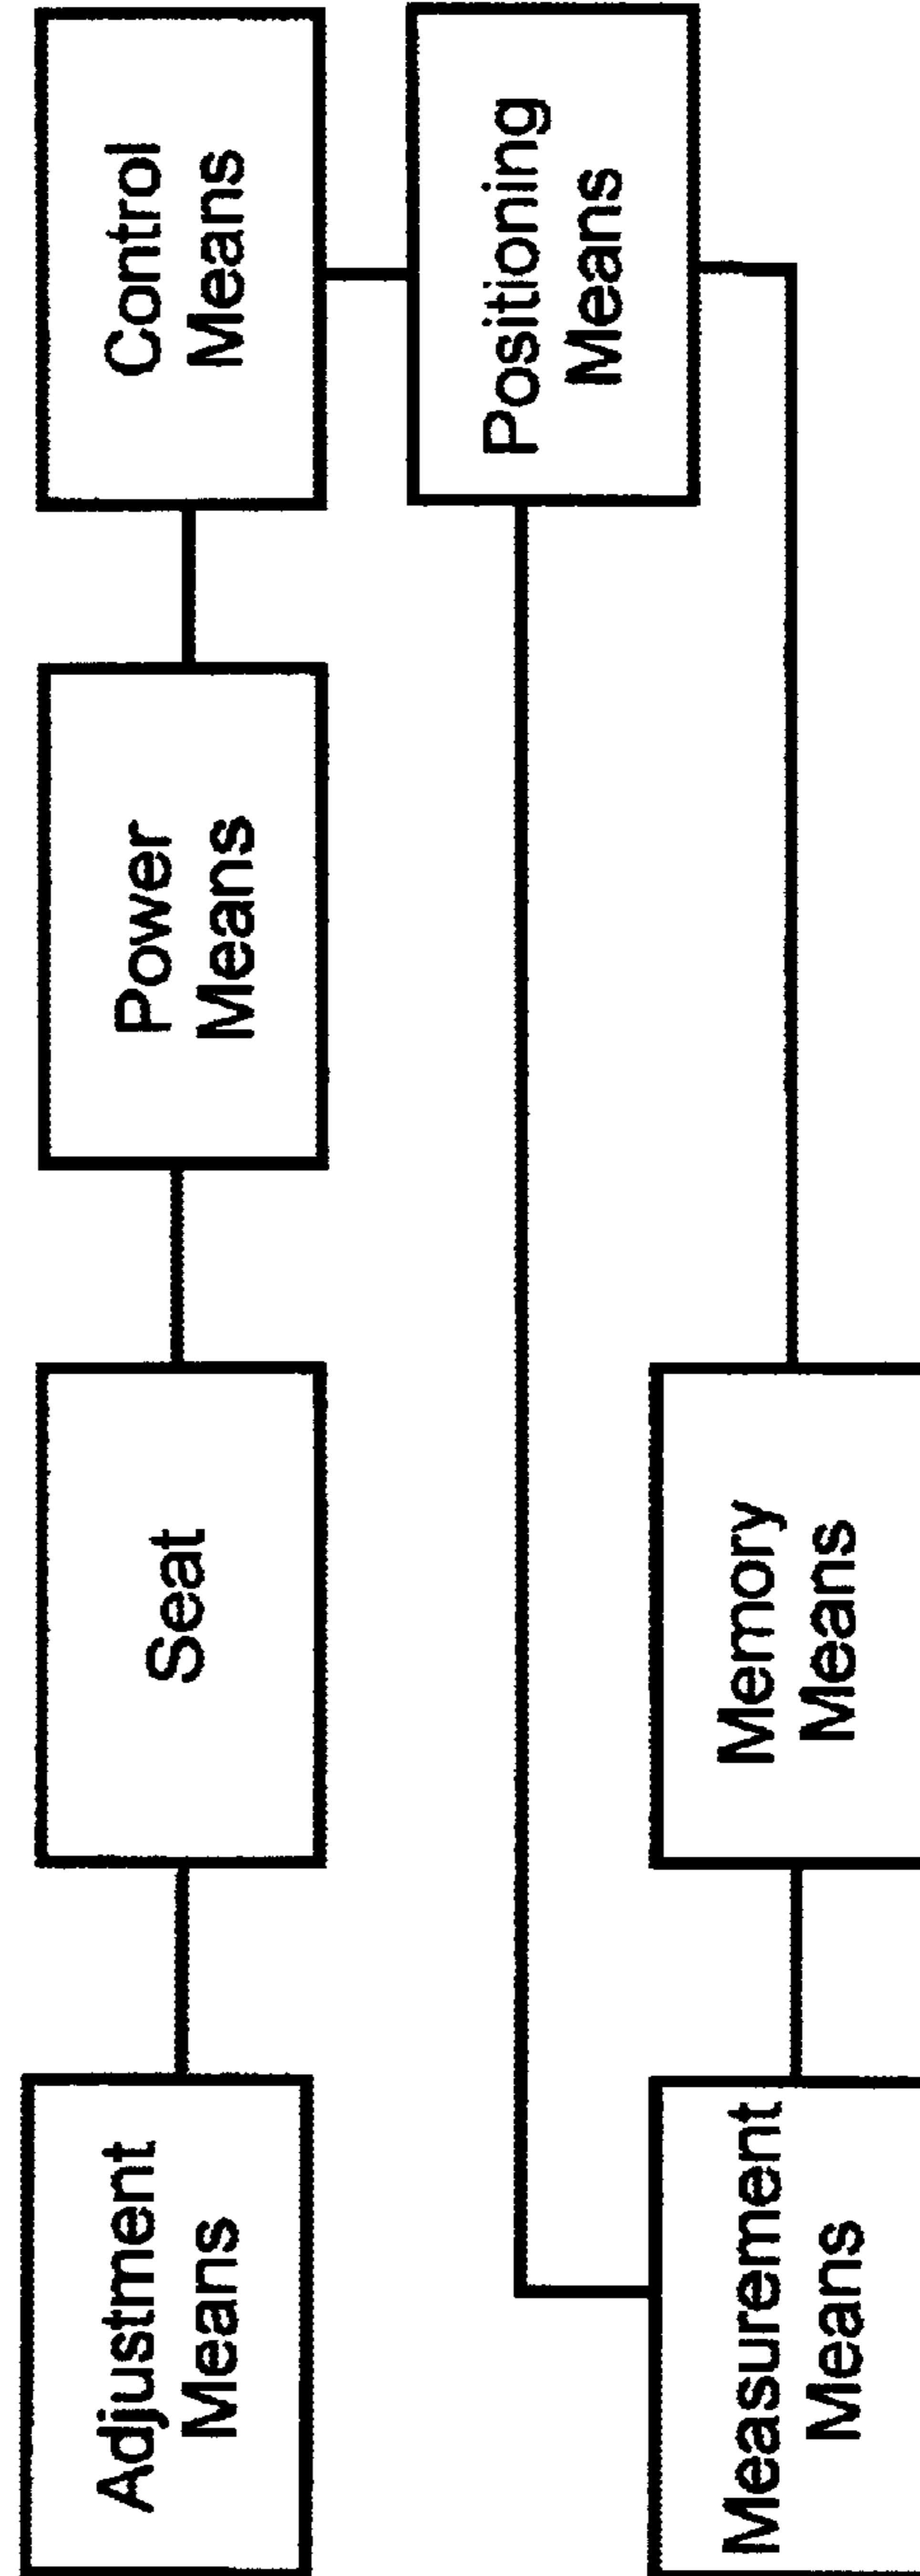 Adjustment
Means
Seat
Power
Means
Control
Means
Positioning
Means
Measurement
Means
Memory
Means